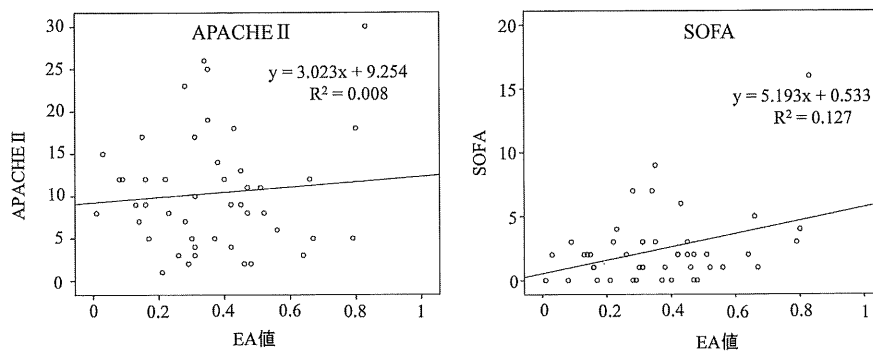 APACHE II
y = 3.023x + 9.254
R² = 0.008
APACHE II
30
25
20
15
10
5
0
0 0.2 0.4 0.6 0.8 1
EA値
SOFA
y = 5.193x + 0.533
R² = 0.127
SOFA
20
15
10
5
0
0 0.2 0.4 0.6 0.8 1
EA値